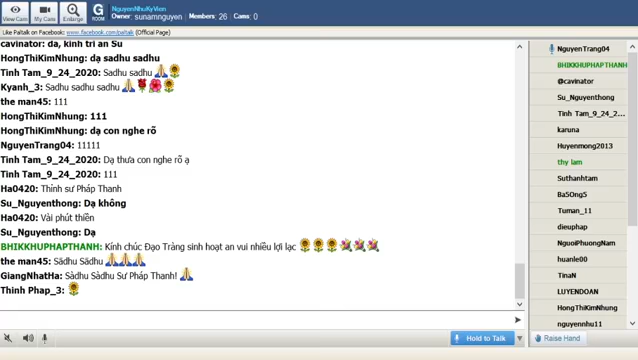 NguyenNhuKyVien
Owner: sunamnguyen | Members: 26 | Cams: 0
View Cam
My Cam
Enlarge
G
ROOM
Like Paltalk on Facebook: www.facebook.com/paltalk (Official Page)
cavinator: dạ, kính tri ân Su
HongThiKimNhung: dạ sadhu sadhu
Tinh Tam_9_24_2020: Sadhu sadhu
Kyanh_3: Sadhu sadhu sadhu
the man45: 111
HongThiKimNhung: 111
HongThiKimNhung: dạ con nghe rõ
NguyenTrang04: 11111
Tinh Tam_9_24_2020: Dạ thưa con nghe rõ ạ
Tinh Tam_9_24_2020: 111
Ha0420: Thỉnh sư Pháp Thanh
Su_Nguyenthong: Dạ không
Ha0420: Vài phút thiền
Su_Nguyenthong: Dạ
BHIKKHUPHAPTHANH: Kính chúc Đạo Tràng sinh hoạt an vui nhiều lợi lạc
the man45: Sādhu Sādhu
GiangNhatHa: Sàdhu Sàdhu Sư Pháp Thanh!
Thinh Phap_3:
Hold to Talk
NguyenTrang04
BHIKKHUPHAPTHANH
@cavinator
Su_Nguyenthong
Tinh Tam_9_24_2...
karuna
Huyenmong2013
thy lam
Suthanhtam
Ba5Ong5
Tuman_11
dieuphap
NguoiPhuongNam
huanle00
TinaN
LUYENDOAN
HongThiKimNhung
nguyennhu11
Raise Hand